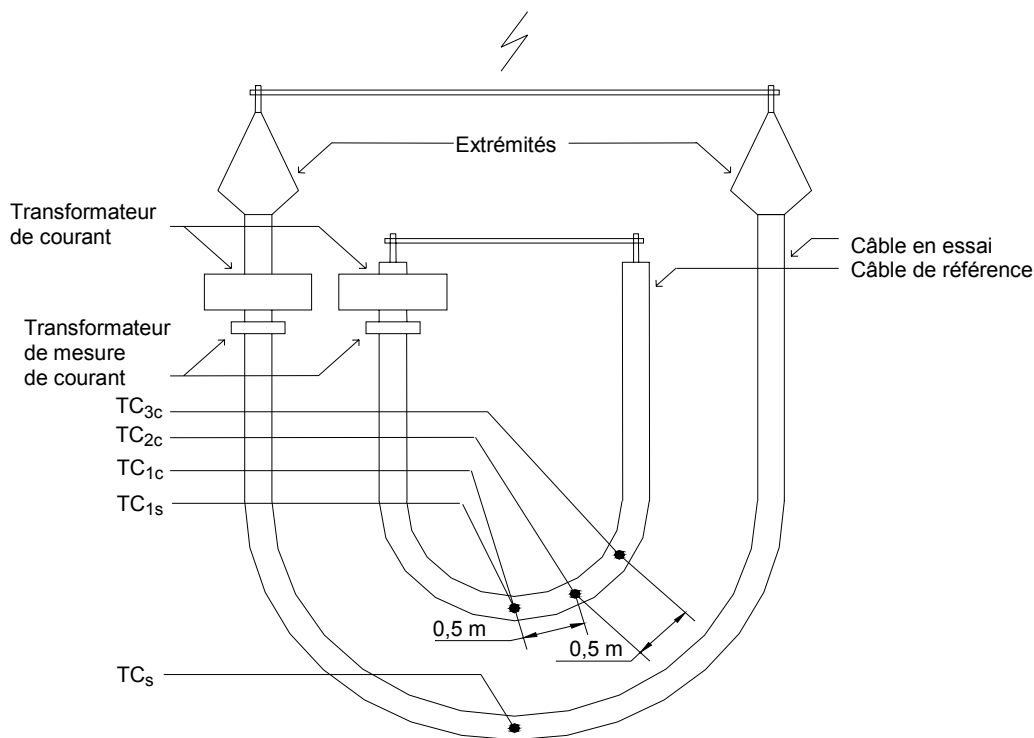 Extrémités
Transformateur
de courant
Câble en essai
Câble de référence
Transformateur
de mesure
de courant
TC3c
TC2c
TC1c
TC1s
0,5 m
0,5 m
TCs